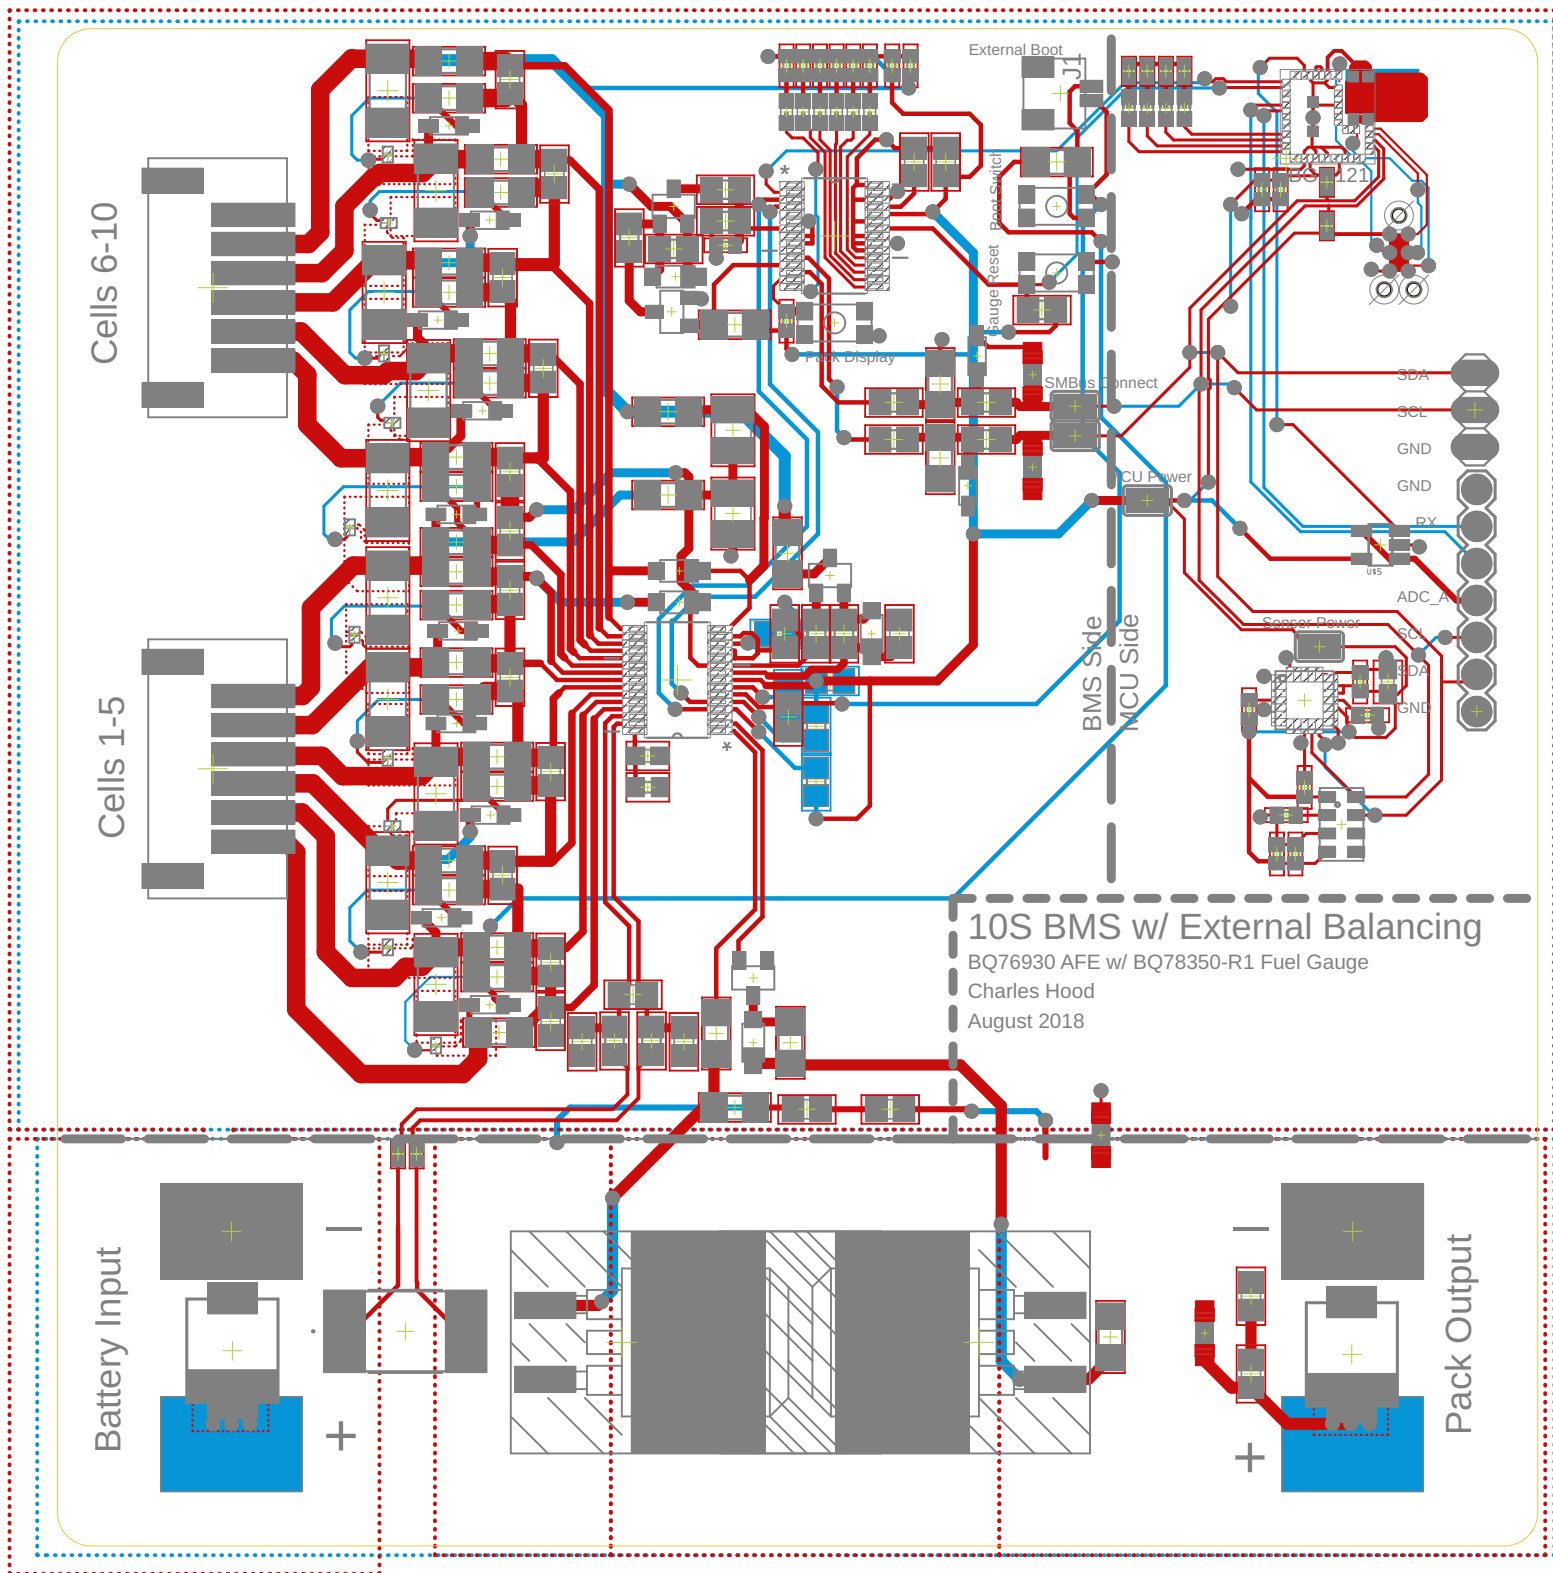 External Boot
J1
Boot Switch
Gauge Reset
Pack Display
SMBus Connect
CU Power
Cells 6-10
Cells 1-5
SDA
SCL
GND
GND
RX
U$5
ADC_A
SCL
SDA
GND
Sensor Power
BMS Side
MCU Side
10S BMS w/ External Balancing
BQ76930 AFE w/ BQ78350-R1 Fuel Gauge
Charles Hood
August 2018
Battery Input
− 
+
Pack Output
−
+